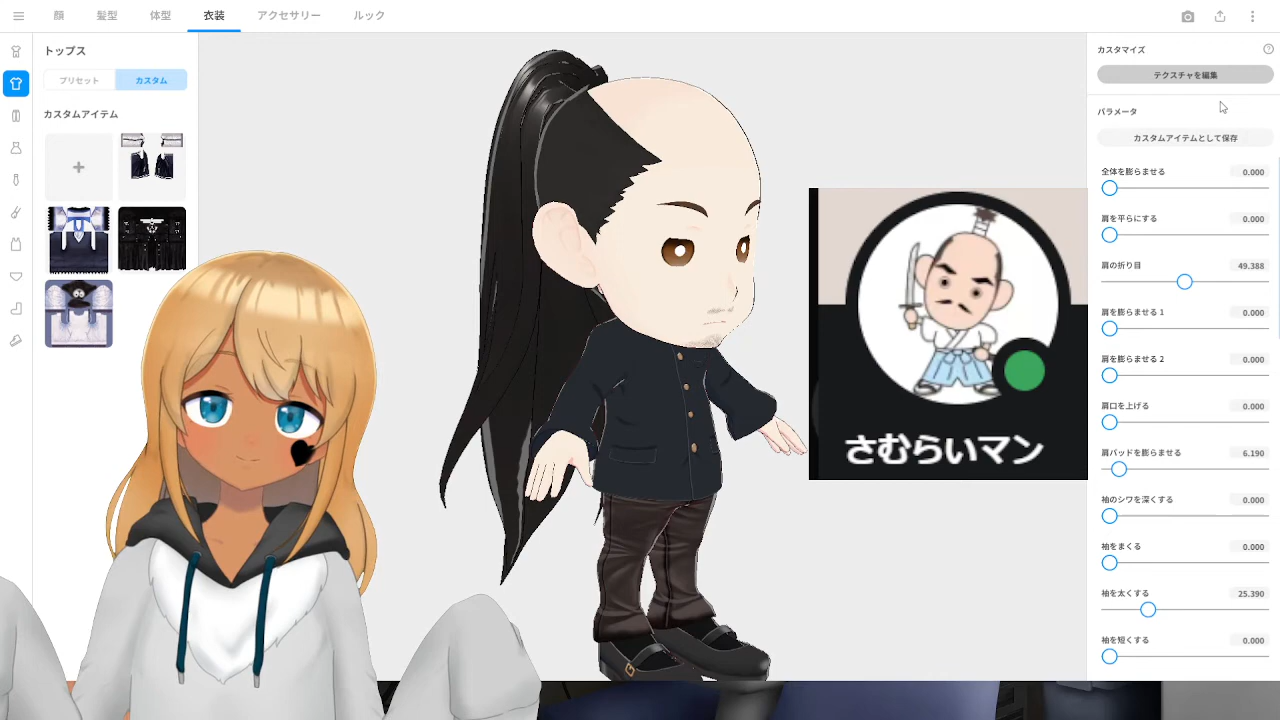 顔 髪型 体型 衣装 アクセサリー ルック
トップス
プリセット カスタム
カスタムアイテム
カスタマイズ
テクスチャを編集
パラメータ
カスタムアイテムとして保存
全体を膨らませる 0.000
肩を平らにする 0.000
肩の折り目 49.388
肩を膨らませる 1 0.000
肩を膨らませる 2 0.000
肩口を上げる 0.000
肩パッドを膨らませる 6.190
袖のシワを深くする 0.000
袖をまくる 0.000
袖を太くする 25.390
袖を短くする 0.000
さむらいマン